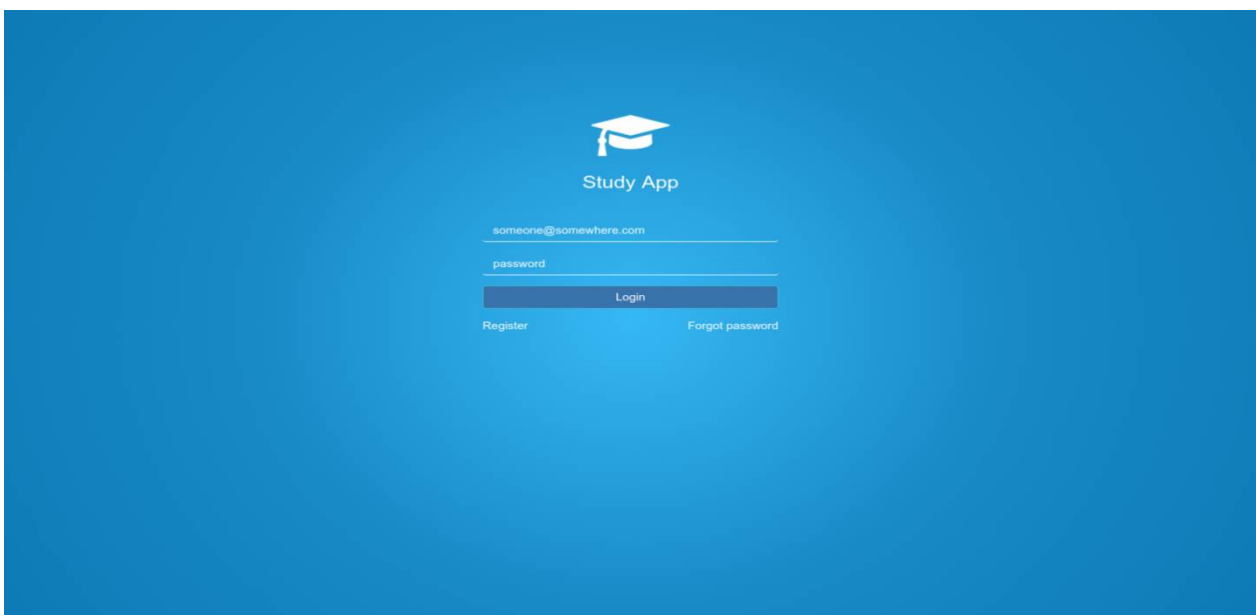 Study App
someone@somewhere.com
password
Login
Register Forgot password